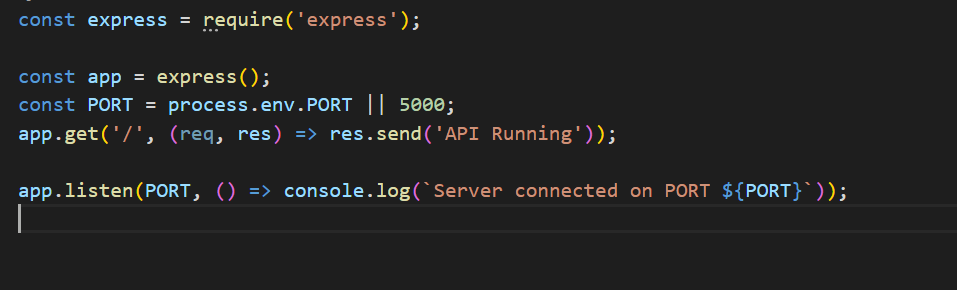 const express = require('express');
const app = express();
const PORT = process.env.PORT || 5000;
app.get('/', (req, res) => res.send('API Running'));
app.listen(PORT, () => console.log(`Server connected on PORT ${PORT}`));